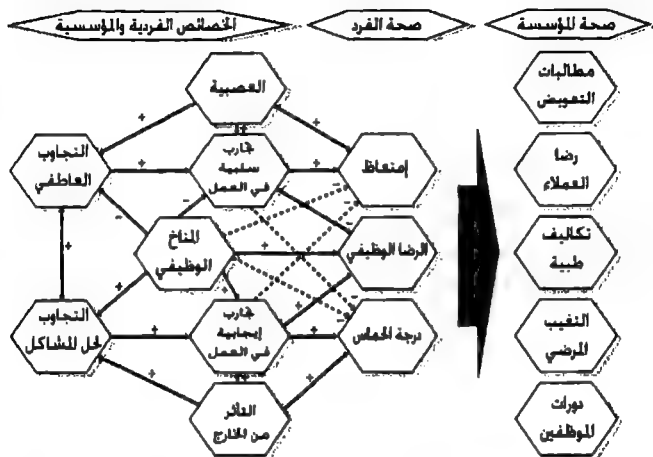 صحة المؤسسة
صحة الفرد
الخصائص الفردية والمؤسسية
مطالبات
التعويض
رضا
العملاء
تكاليف
طبية
التغيب
المرضي
دورات
الموظفين
إمتعاظ
الرضا الوظيفي
درجة الحماس
العصبية
تجارب
سلبية
في العمل
المناخ
الوظيفي
تجارب
إيجابية
في العمل
التأثر
من الخارج
التجاوب
العاطفي
التجاوب
لحل المشاكل